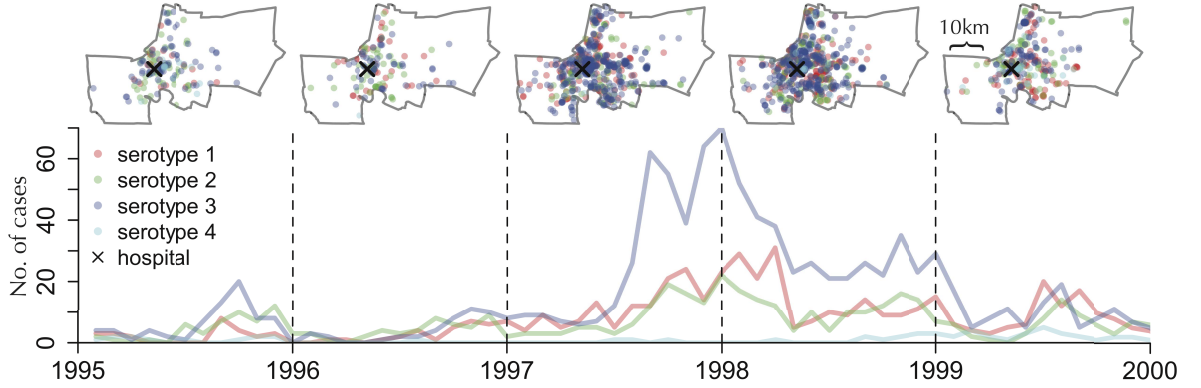 10km
No. of cases
60
40
20
0
serotype 1
serotype 2
serotype 3
serotype 4
hospital
1995 1996 1997 1998 1999 2000